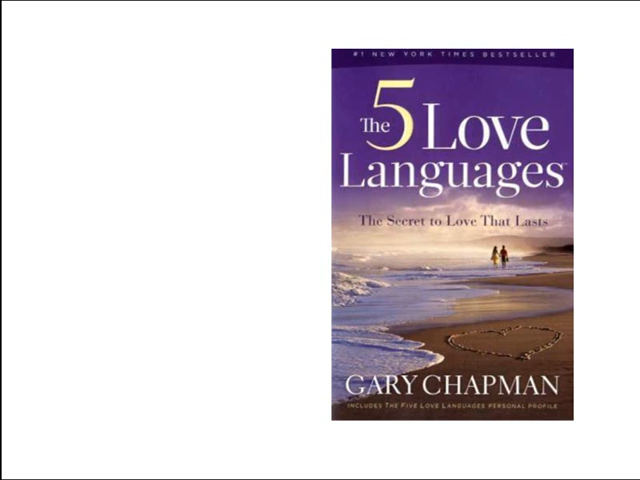 #1 NEW YORK TIMES BESTSELLER
The 5 Love
Languages™
The Secret to Love That Lasts
GARY CHAPMAN
INCLUDES THE FIVE LOVE LANGUAGES PERSONAL PROFILE